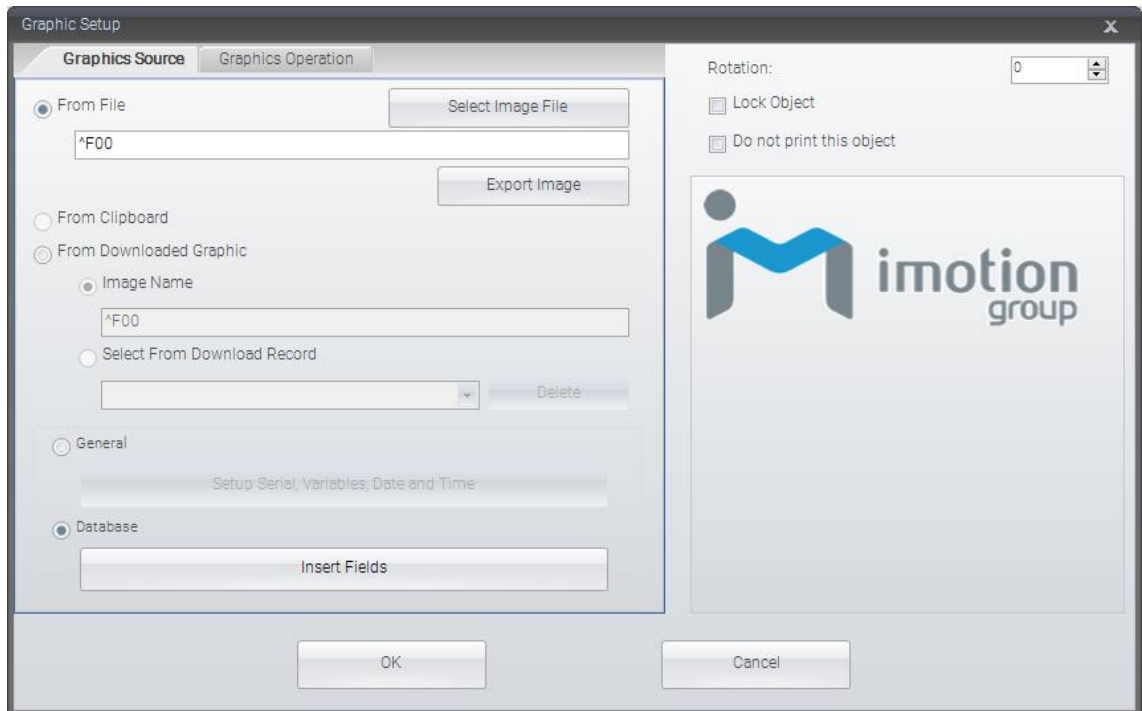 Graphic Setup
X
Graphics Source
Graphics Operation
From File
Select Image File
^F00
Export Image
From Clipboard
From Downloaded Graphic
Image Name
^F00
Select From Download Record
Delete
General
Setup Serial, Variables, Date and Time
Database
Insert Fields
Rotation:
0
Lock Object
Do not print this object
imotion
group
OK
Cancel